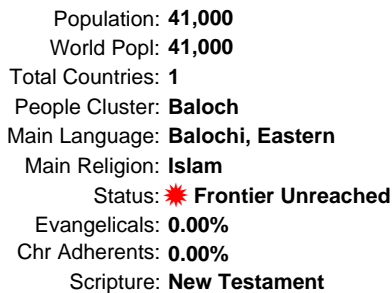 Population: 41,000
World Popl: 41,000
Total Countries: 1
People Cluster: Baloch
Main Language: Balochi, Eastern
Main Religion: Islam
Status: Frontier Unreached
Evangelicals: 0.00%
Chr Adherents: 0.00%
Scripture: New Testament